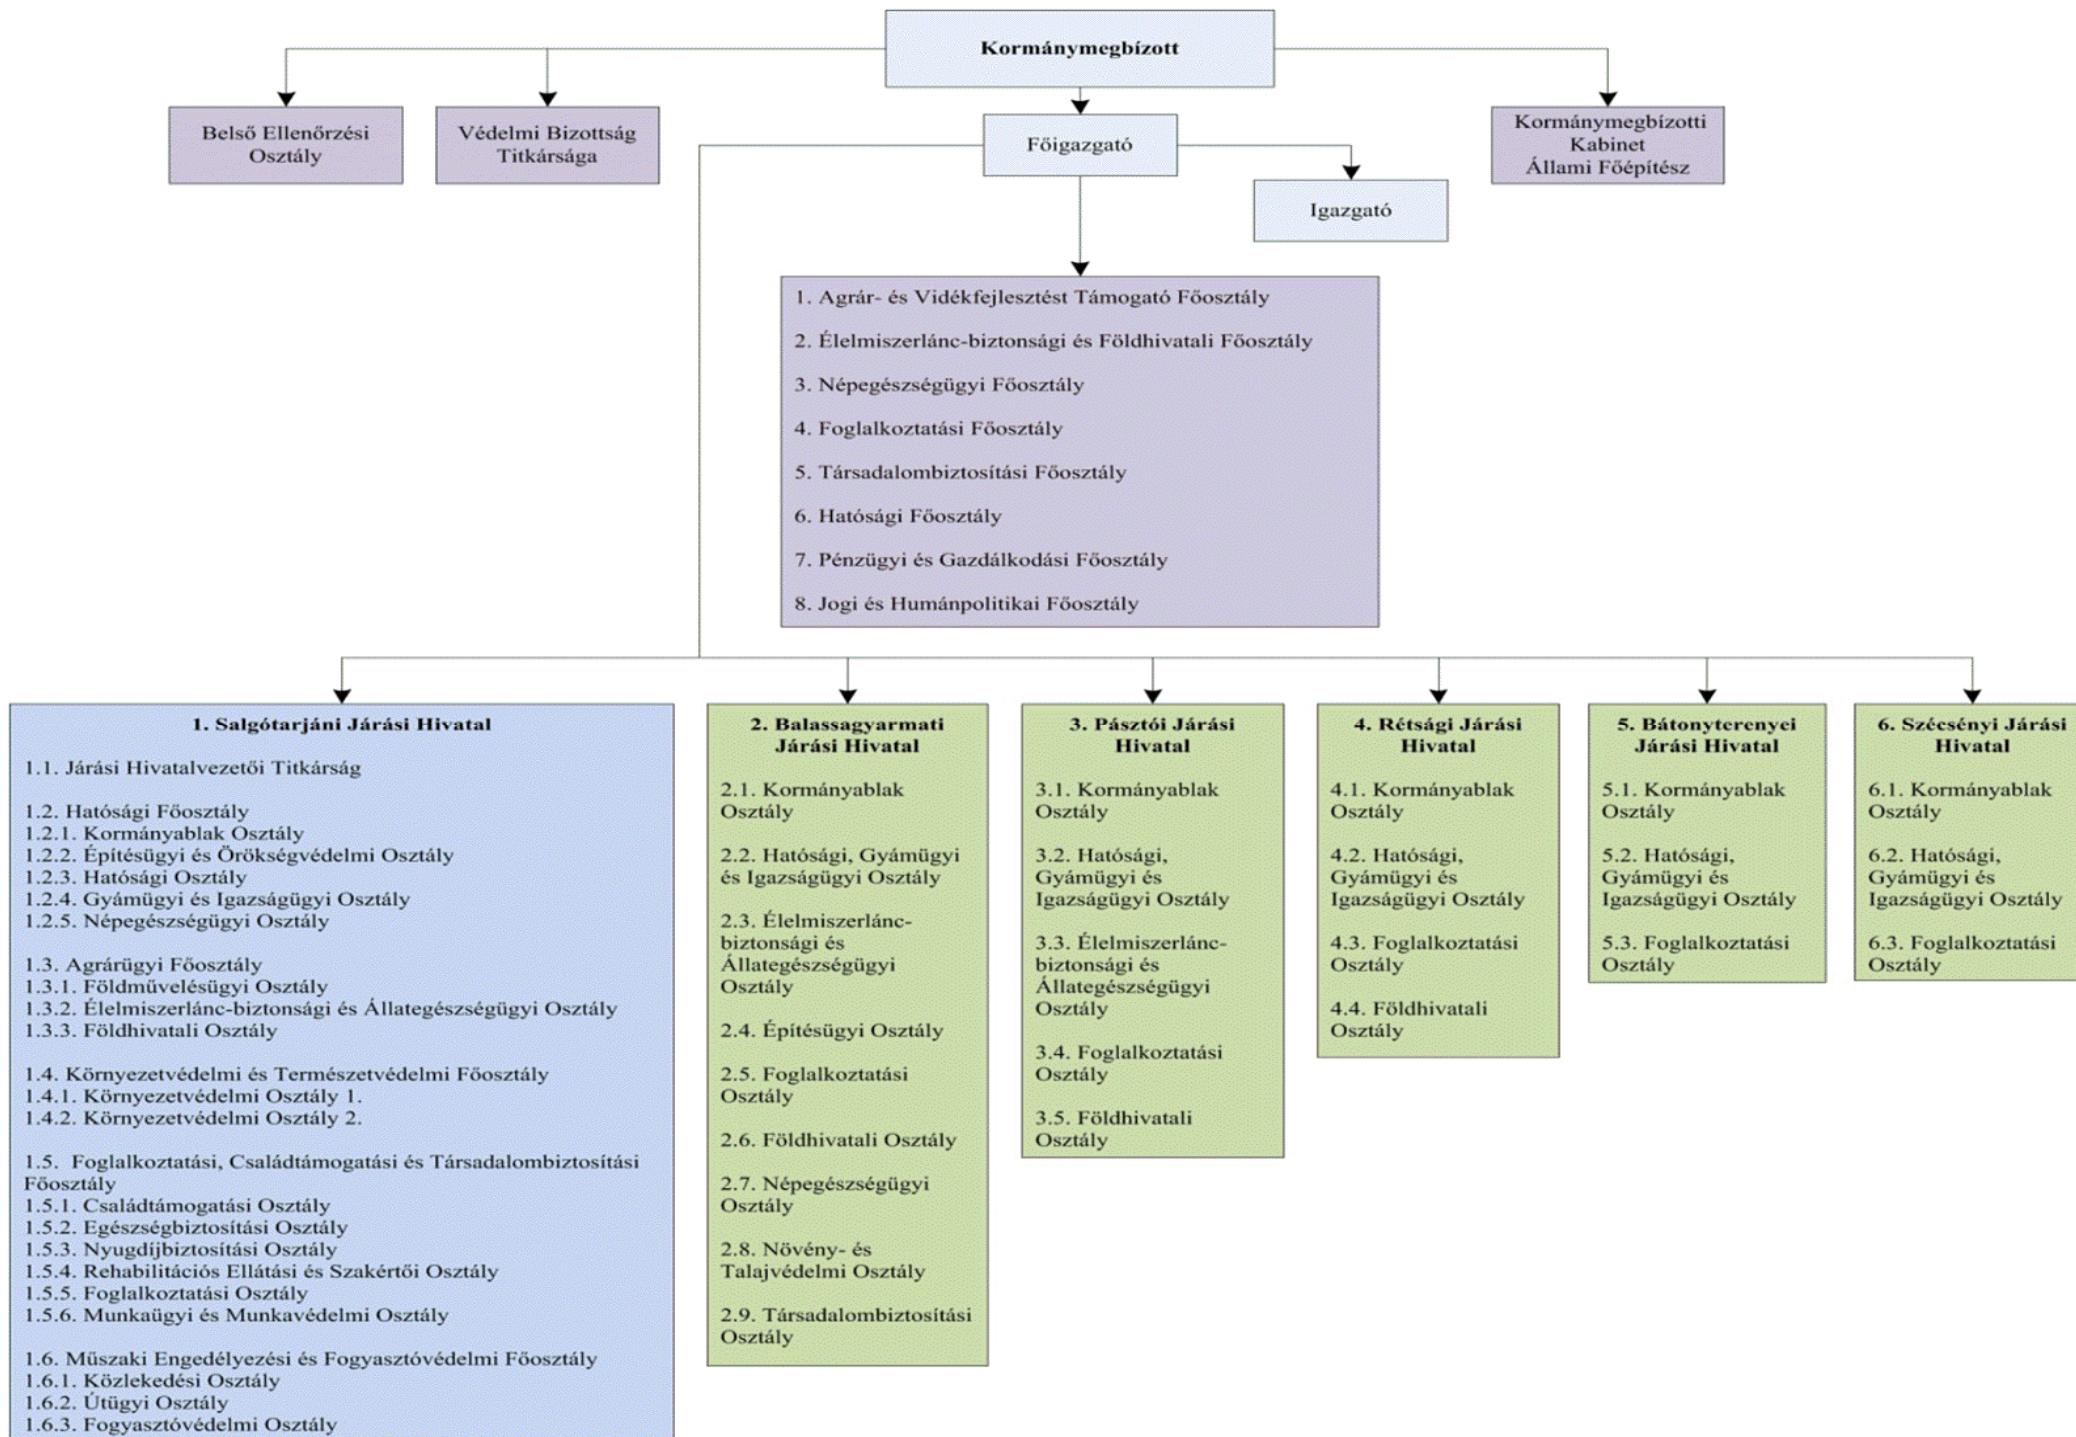 Kormánymegbízott
Belső Ellenőrzési
Osztály
Védelmi Bizottság
Titkársága
Főigazgató
Kormánymegbízotti
Kabinet
Állami Főépítész
Igazgató
1. Agrár- és Vidékfejlesztést Támogató Főosztály
2. Élelmiszerlánc-biztonsági és Földhivatali Főosztály
3. Népegészségügyi Főosztály
4. Foglalkoztatási Főosztály
5. Társadalombiztosítási Főosztály
6. Hatósági Főosztály
7. Pénzügyi és Gazdálkodási Főosztály
8. Jogi és Humánpolitikai Főosztály
1. Salgótarjáni Járási Hivatal
1.1. Járási Hivatalvezetői Titkárság
1.2. Hatósági Főosztály
1.2.1. Kormányablak Osztály
1.2.2. Építésügyi és Örökségvédelmi Osztály
1.2.3. Hatósági Osztály
1.2.4. Gyámügyi és Igazságügyi Osztály
1.2.5. Népegészségügyi Osztály
1.3. Agrárügyi Főosztály
1.3.1. Földművelésügyi Osztály
1.3.2. Élelmiszerlánc-biztonsági és Állategészségügyi Osztály
1.3.3. Földhivatali Osztály
1.4. Környezetvédelmi és Természetvédelmi Főosztály
1.4.1. Környezetvédelmi Osztály 1.
1.4.2. Környezetvédelmi Osztály 2.
1.5. Foglalkoztatási, Családtámogatási és Társadalombiztosítási
Főosztály
1.5.1. Családtámogatási Osztály
1.5.2. Egészségbiztosítási Osztály
1.5.3. Nyugdíjbiztosítási Osztály
1.5.4. Rehabilitációs Ellátási és Szakértői Osztály
1.5.5. Foglalkoztatási Osztály
1.5.6. Munkaügyi és Munkavédelmi Osztály
1.6. Műszaki Engedélyezési és Fogyasztóvédelmi Főosztály
1.6.1. Közlekedési Osztály
1.6.2. Útügyi Osztály
1.6.3. Fogyasztóvédelmi Osztály
2. Balassagyarmati
Járási Hivatal
2.1. Kormányablak
Osztály
2.2. Hatósági, Gyámügyi
és Igazságügyi Osztály
2.3. Élelmiszerlánc-
biztonsági és
Állategészségügyi
Osztály
2.4. Építésügyi Osztály
2.5. Foglalkoztatási
Osztály
2.6. Földhivatali Osztály
2.7. Népegészségügyi
Osztály
2.8. Növény- és
Talajvédelmi Osztály
2.9. Társadalombiztosítási
Osztály
3. Pásztói Járási
Hivatal
3.1. Kormányablak
Osztály
3.2. Hatósági,
Gyámügyi és
Igazságügyi Osztály
3.3. Élelmiszerlánc-
biztonsági és
Állategészségügyi
Osztály
3.4. Foglalkoztatási
Osztály
3.5. Földhivatali
Osztály
4. Rétsági Járási
Hivatal
4.1. Kormányablak
Osztály
4.2. Hatósági,
Gyámügyi és
Igazságügyi Osztály
4.3. Foglalkoztatási
Osztály
4.4. Földhivatali
Osztály
5. Bátonyterenyei
Járási Hivatal
5.1. Kormányablak
Osztály
5.2. Hatósági,
Gyámügyi és
Igazságügyi Osztály
5.3. Foglalkoztatási
Osztály
6. Szécsényi Járási
Hivatal
6.1. Kormányablak
Osztály
6.2. Hatósági,
Gyámügyi és
Igazságügyi Osztály
6.3. Foglalkoztatási
Osztály